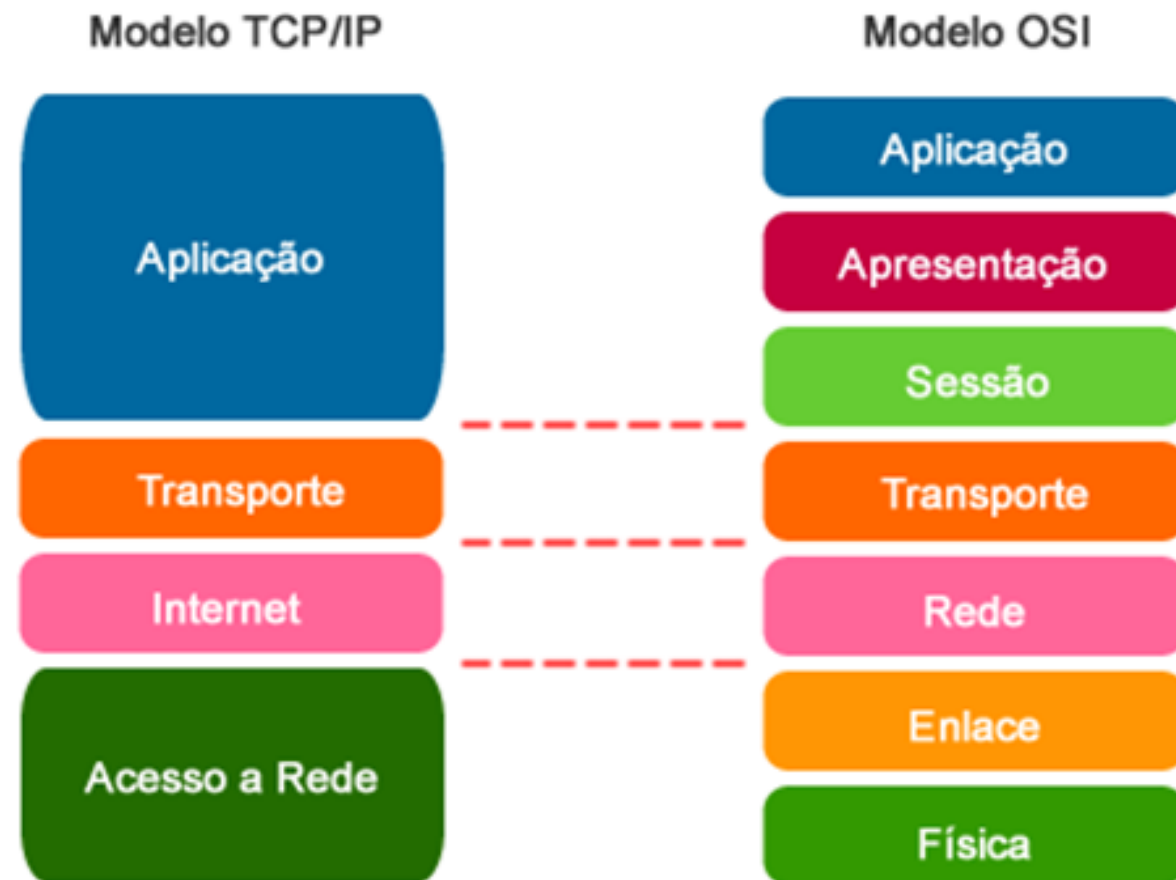 Modelo TCP/IP
Aplicação
Transporte
Internet
Acesso a Rede
Modelo OSI
Aplicação
Apresentação
Sessão
Transporte
Rede
Enlace
Física